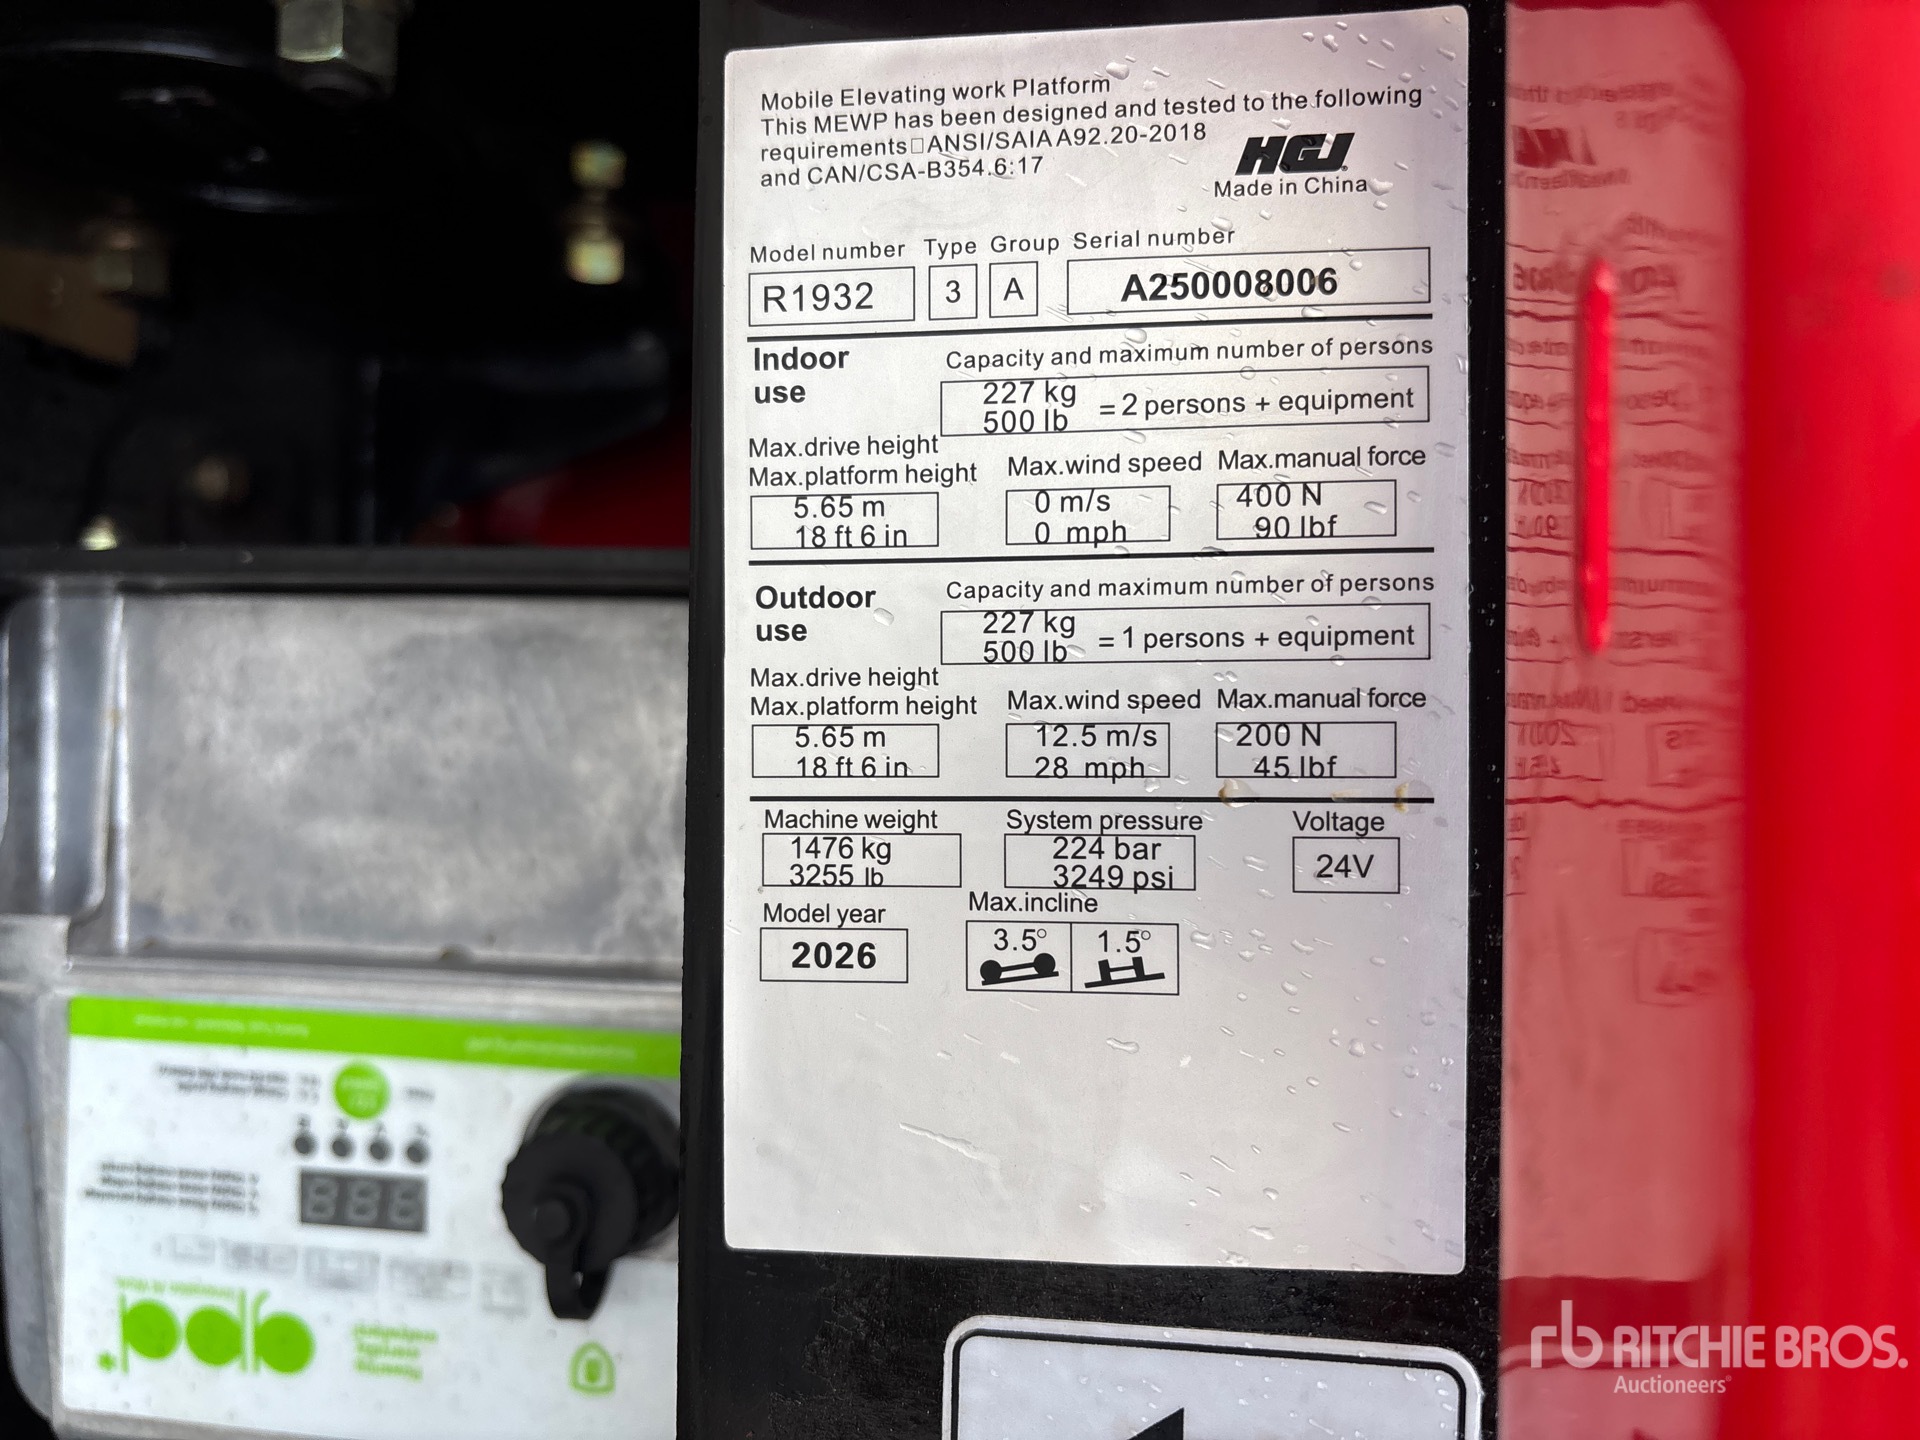 Mobile Elevating work Platform
This MEWP has been designed and tested to the following
requirements□ANSI/SAIA A92.20-2018
and CAN/CSA-B354.6:17
HGJ
Made in China
Model number Type Group Serial number
R1932 3 A A250008006
Indoor use
Capacity and maximum number of persons
227 kg
500 lb
=2 persons + equipment
Max.drive height
Max.platform height Max.wind speed Max.manual force
5.65 m 0 m/s 400 N
18 ft 6 in 0 mph 90 lbf
Outdoor use
Capacity and maximum number of persons
227 kg
500 lb
=1 persons + equipment
Max.drive height
Max.platform height Max.wind speed Max.manual force
5.65 m 12.5 m/s 200 N
18 ft 6 in 28 mph 45 lbf
Machine weight System pressure Voltage
1476 kg 224 bar 24V
3255 lb 3249 psi
Model year Max.incline
2026 3.5° 1.5°
rb RITCHIE BROS.
Auctioneers